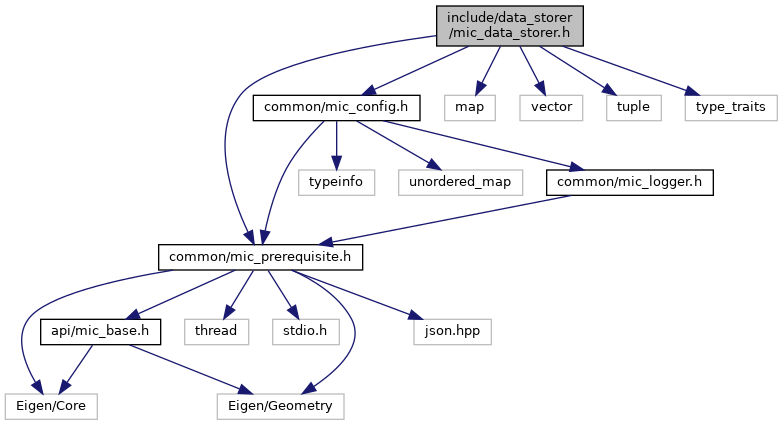 include/data_storer
/mic_data_storer.h
common/mic_config.h
map
vector
tuple
type_traits
typeinfo
unordered_map
common/mic_logger.h
common/mic_prerequisite.h
api/mic_base.h
thread
stdio.h
json.hpp
Eigen/Core
Eigen/Geometry